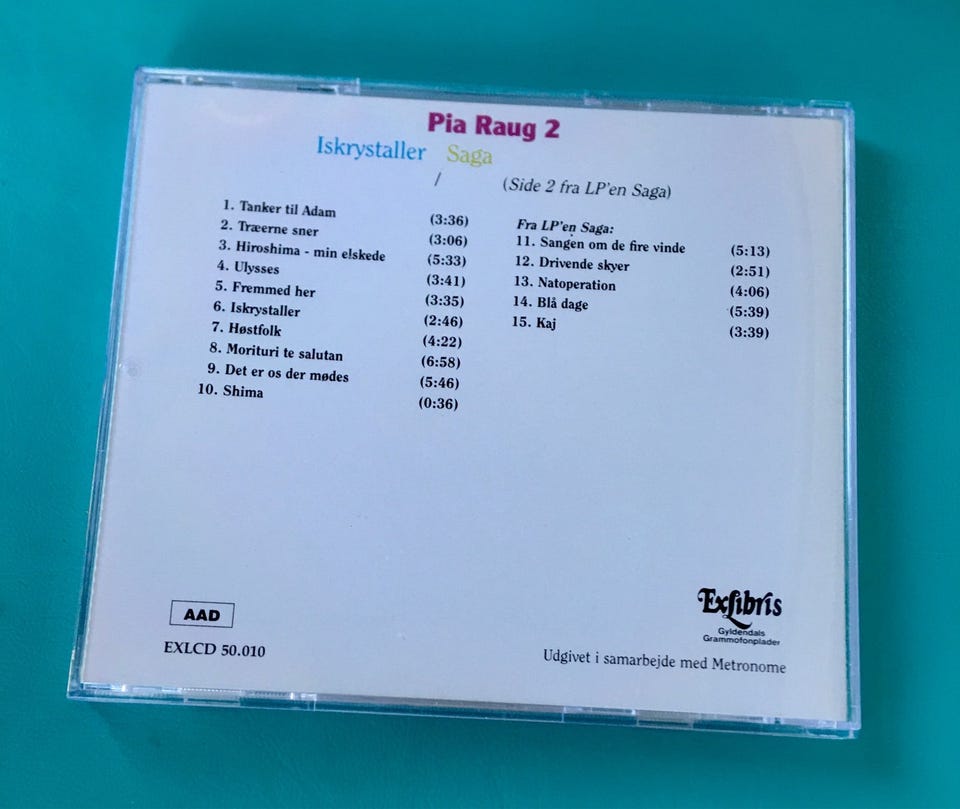 Pia Raug 2
Iskrystaller Saga
/ (Side 2 fra LP'en Saga)
1. Tanker til Adam (3:36)
2. Træerne sner (3:06)
3. Hiroshima - min elskede (5:33)
4. Ulysses (3:41)
5. Fremmed her (3:35)
6. Iskrystaller (2:46)
7. Høstfolk (4:22)
8. Morituri te salutan (6:58)
9. Det er os der mødes (5:46)
10. Shima (0:36)
Fra LP'en Saga:
11. Sangen om de fire vinde (5:13)
12. Drivende skyer (2:51)
13. Natoperation (4:06)
14. Blå dage (5:39)
15. Kaj (3:39)
AAD
EXLCD 50.010
ExLibris
Gyldendals
Grammofonplader
Udgivet i samarbejde med Metronome